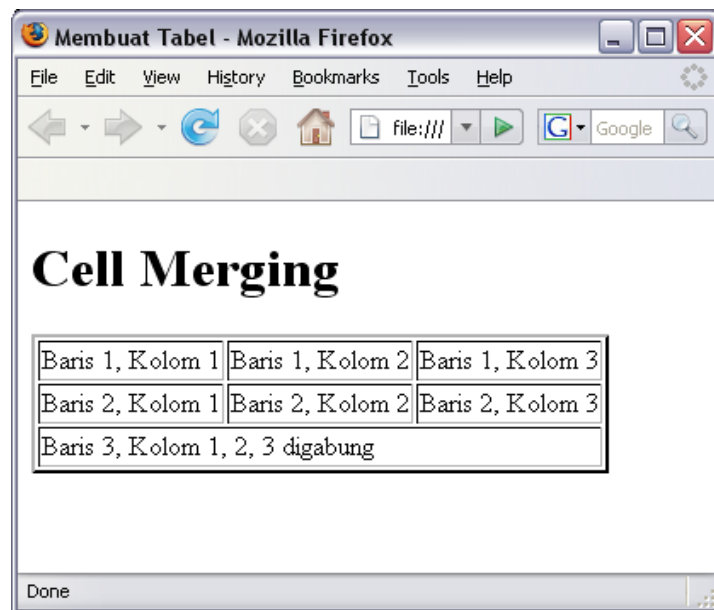 Membuat Tabel - Mozilla Firefox
File Edit View History Bookmarks Tools Help
file:/// G Google
Cell Merging
Baris 1, Kolom 1 Baris 1, Kolom 2 Baris 1, Kolom 3
Baris 2, Kolom 1 Baris 2, Kolom 2 Baris 2, Kolom 3
Baris 3, Kolom 1, 2, 3 digabung
Done